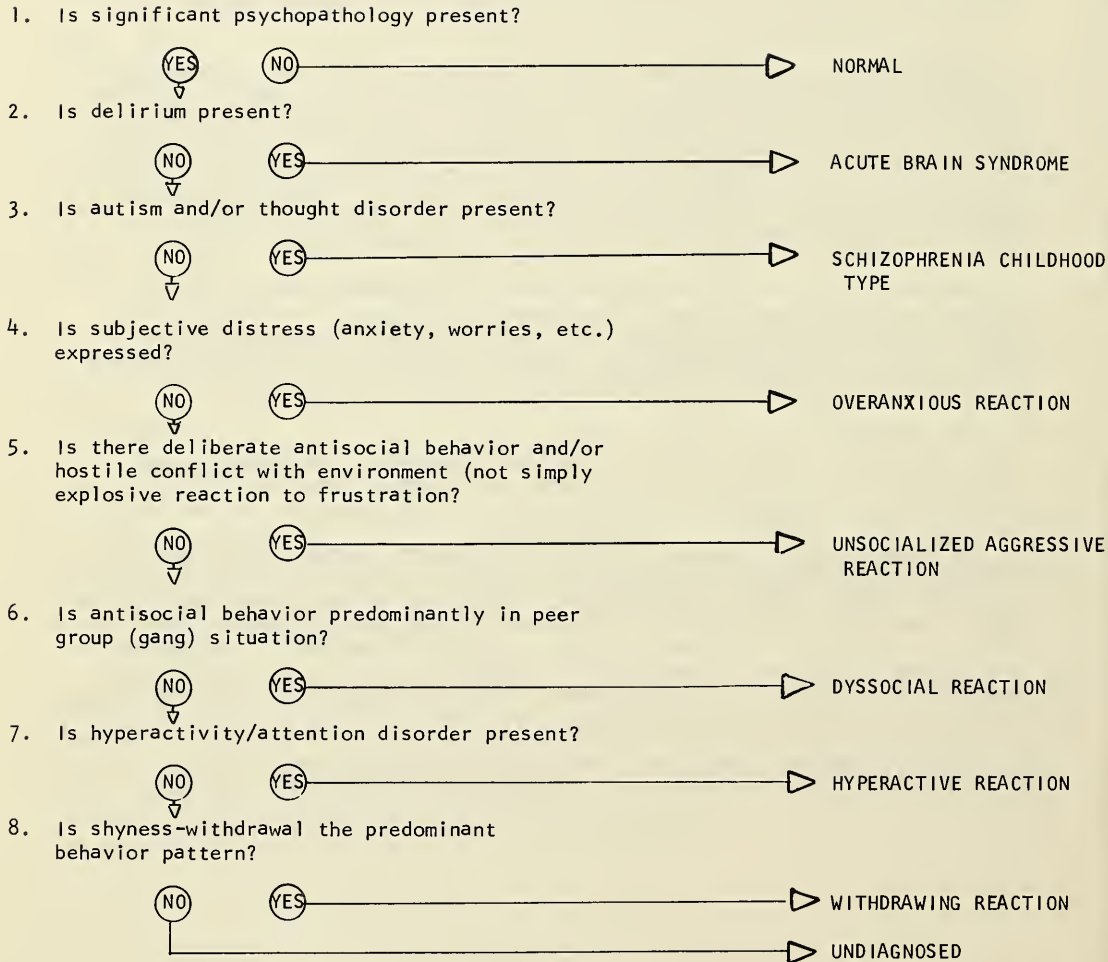 1. Is significant psychopathology present?
YES NO NORMAL
2. Is delirium present?
NO YES ACUTE BRAIN SYNDROME
3. Is autism and/or thought disorder present?
NO YES SCHIZOPHRENIA CHILDHOOD
TYPE
4. Is subjective distress (anxiety, worries, etc.)
expressed?
NO YES OVERANXIOUS REACTION
5. Is there deliberate antisocial behavior and/or
hostile conflict with environment (not simply
explosive reaction to frustration?
NO YES UNSOCIALIZED AGGRESSIVE
REACTION
6. Is antisocial behavior predominantly in peer
group (gang) situation?
NO YES DYSSOCIAL REACTION
7. Is hyperactivity/attention disorder present?
NO YES HYPERACTIVE REACTION
8. Is shyness-withdrawal the predominant
behavior pattern?
NO YES WITHDRAWING REACTION
UNDIAGNOSED